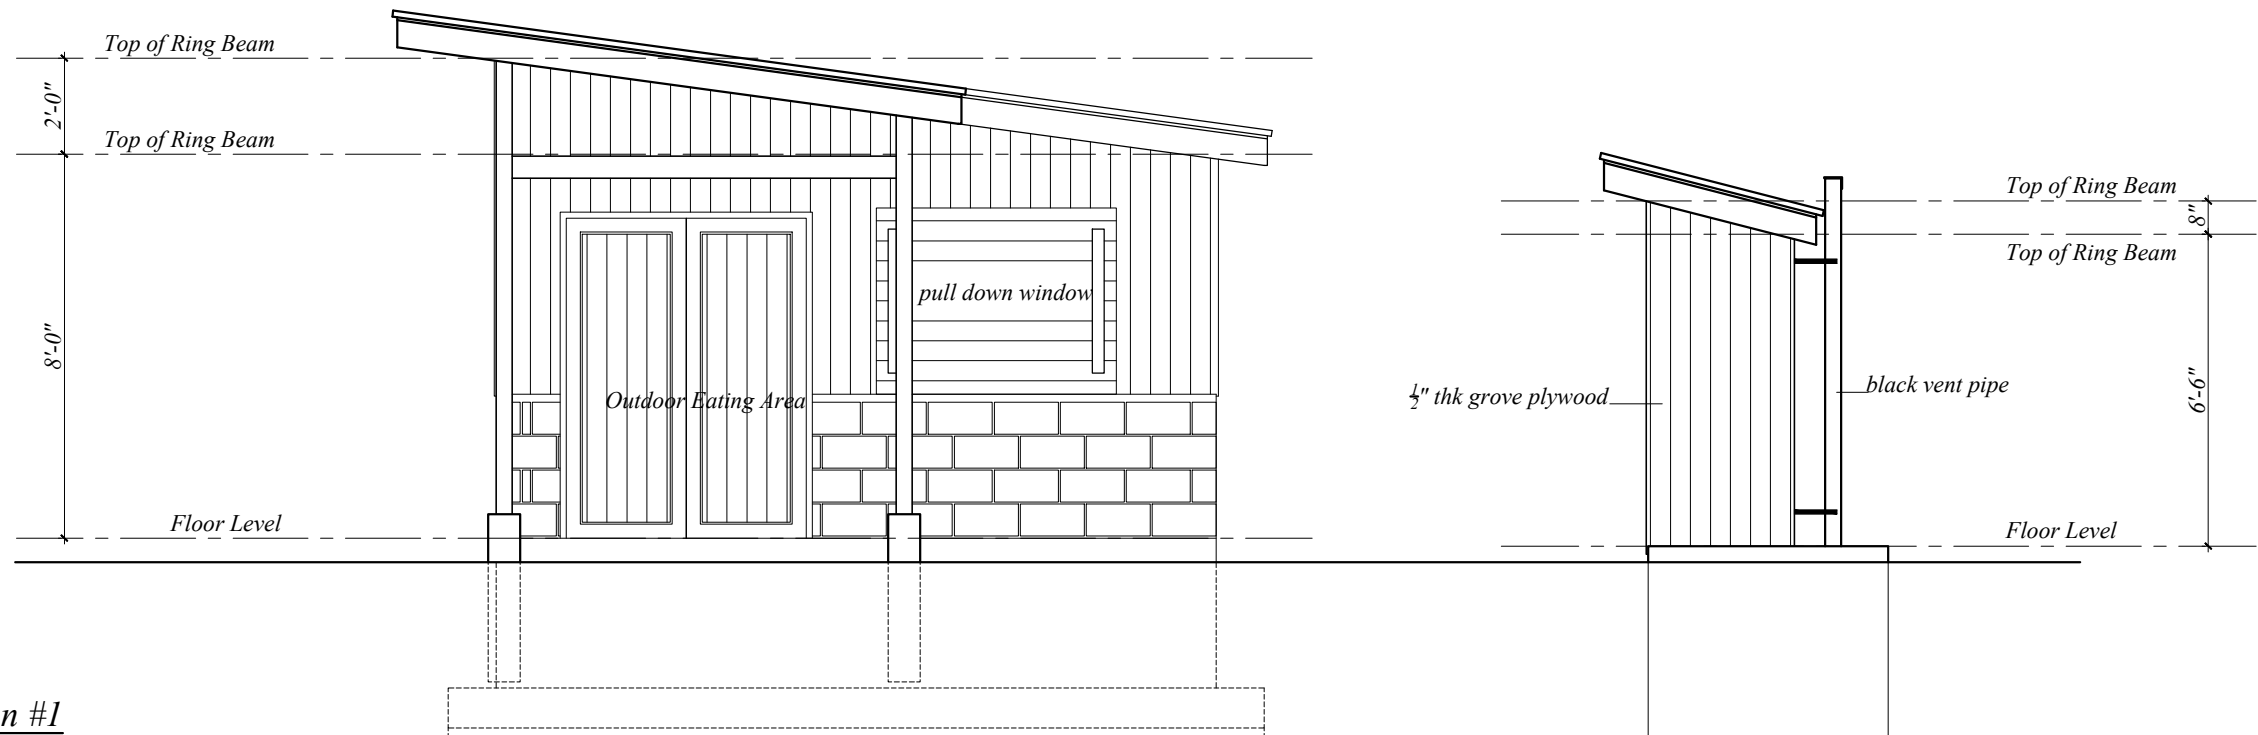 Top of Ring Beam
2'-0"
Top of Ring Beam
8'-0"
pull down window
Outdoor Eating Area
Floor Level
n #1
Top of Ring Beam
8"
Top of Ring Beam
½" thk grove plywood
black vent pipe
6'-6"
Floor Level